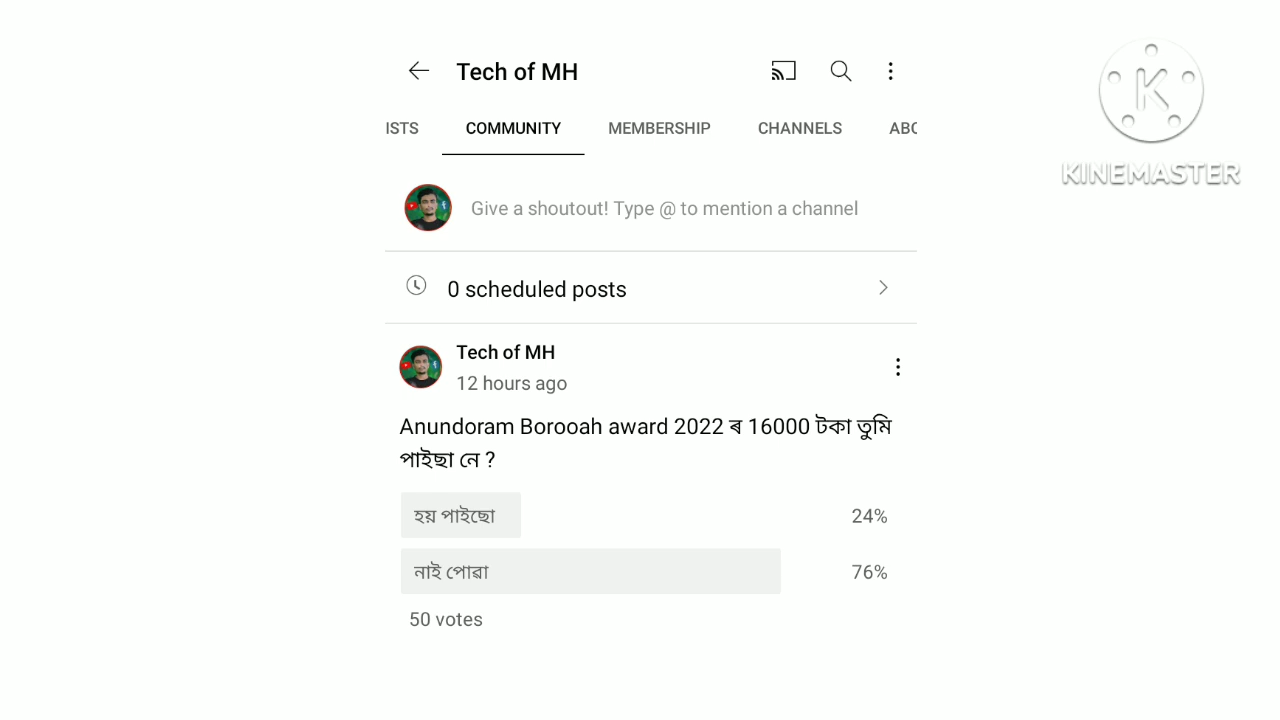 Tech of MH
ISTS COMMUNITY MEMBERSHIP CHANNELS ABO
Give a shoutout! Type @ to mention a channel
0 scheduled posts
Tech of MH
12 hours ago
Anundoram Borooah award 2022 ৰ 16000 টকা তুমি
পাইছা নে ?
হয় পাইছো 24%
নাই পোৱা 76%
50 votes
K
KINEMASTER